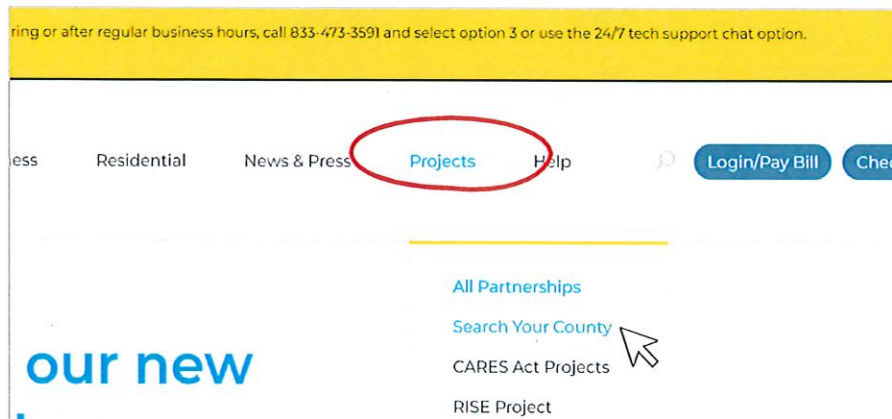 ring or after regular business hours, call 833-473-3591 and select option 3 or use the 24/7 tech support chat option.
ess Residential News & Press Projects Help Login/Pay Bill Chec
All Partnerships
Search Your County
our new
CARES Act Projects
RISE Project